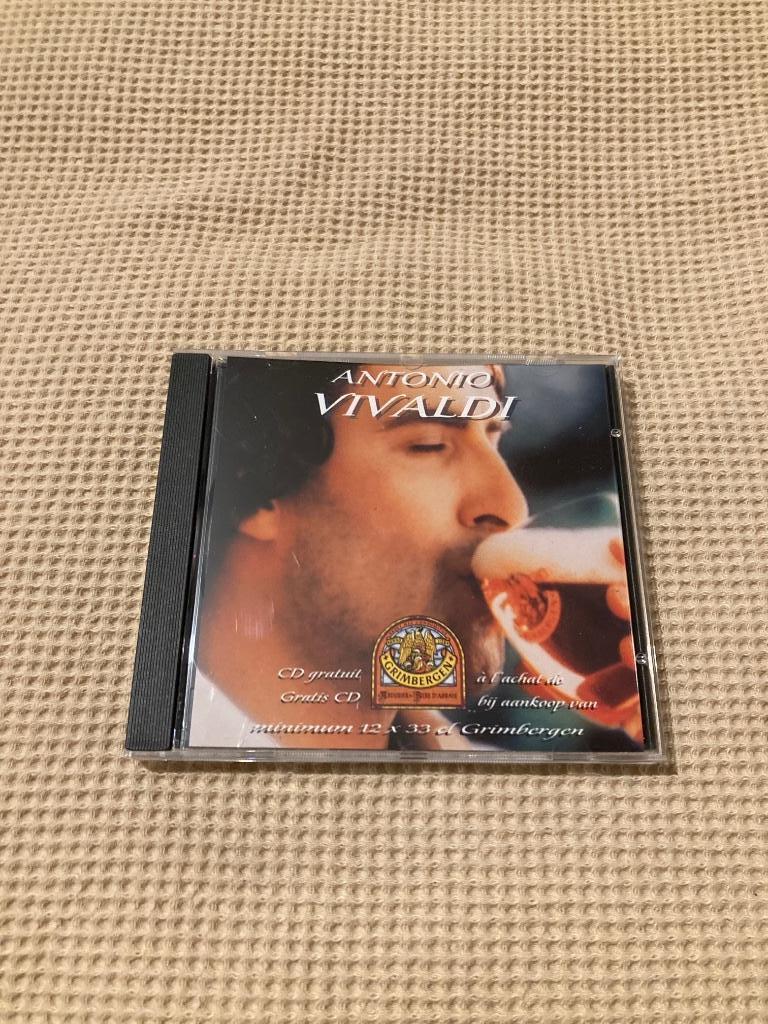 ANTONIO
VIVALDI
CD gratuit à l'achat de
Gratis CD bij aankoop van
minimum 12 x 33 cl Grimbergen
GRIMBERGEN